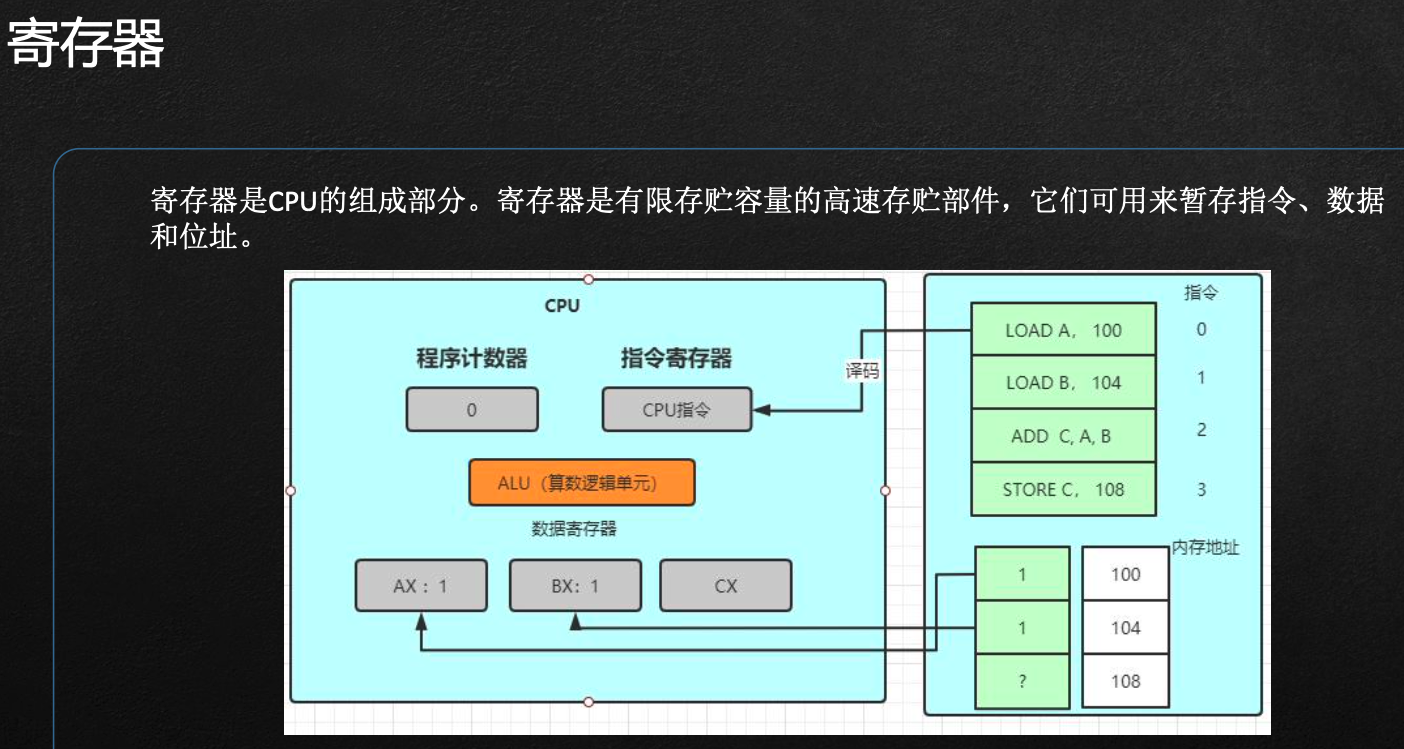 寄存器
寄存器是CPU的组成部分。寄存器是有限存贮容量的高速存贮部件，它们可用来暂存指令、数据
和位址。
CPU
程序计数器
指令寄存器
0
CPU指令
ALU（算数逻辑单元）
数据寄存器
AX：1
BX：1
CX
译码
指令
LOAD A， 100
0
LOAD B， 104
1
ADD C, A, B
2
STORE C， 108
3
内存地址
1
100
1
104
?
108